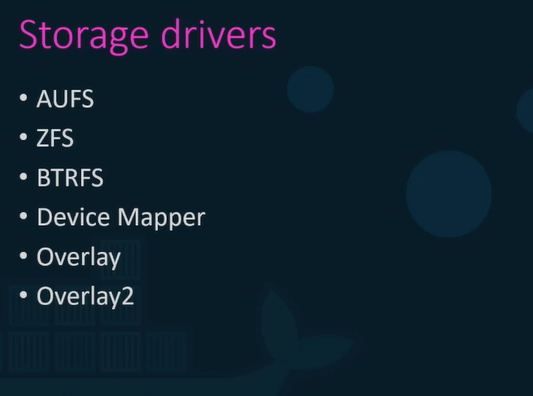 Storage drivers
• AUFS
• ZFS
• BTRFS
• Device Mapper
• Overlay
• Overlay2